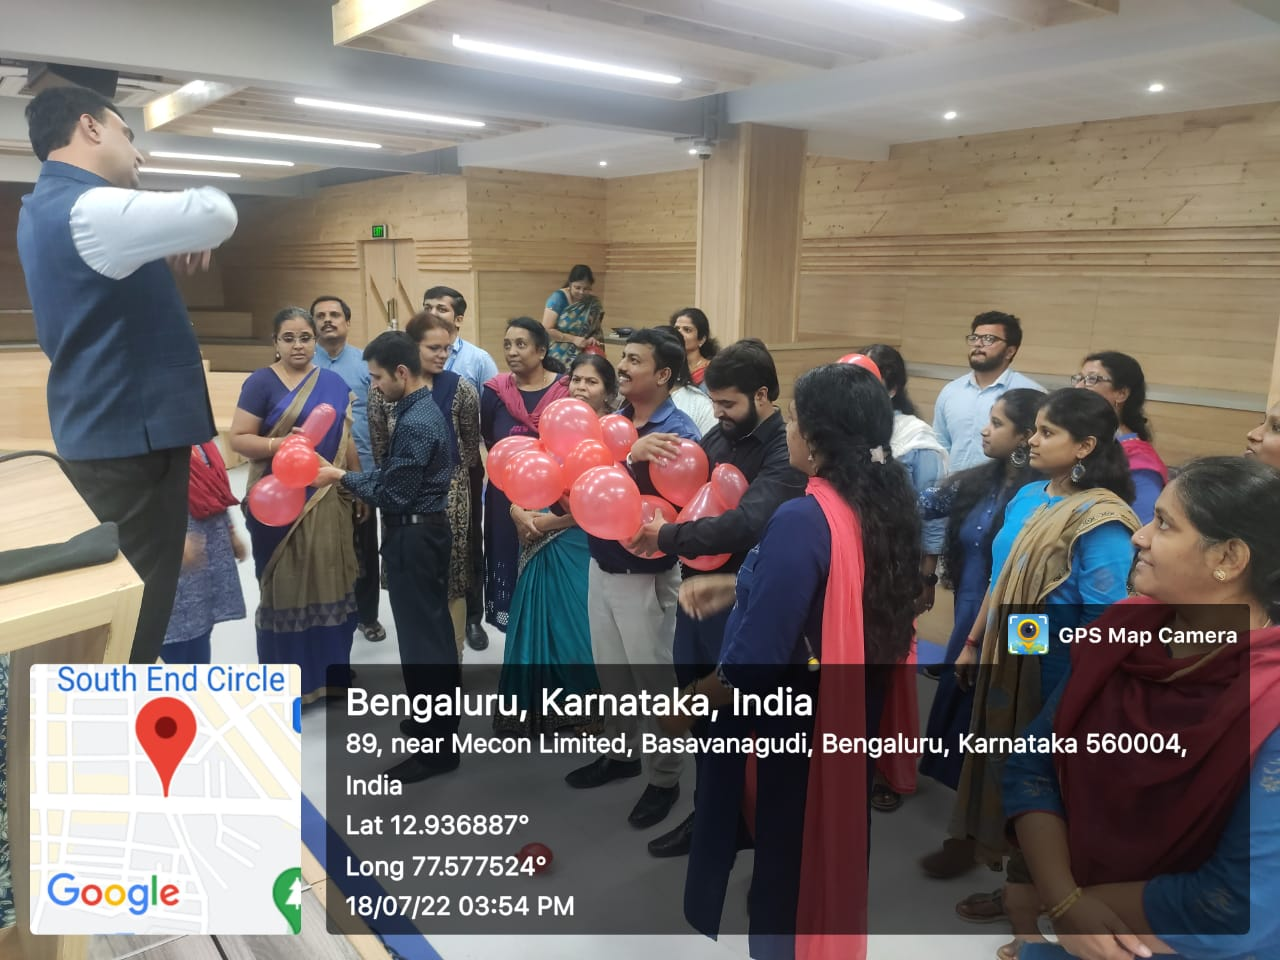 EXIT
GPS Map Camera
South End Circle
Google
Bengaluru, Karnataka, India
89, near Mecon Limited, Basavanagudi, Bengaluru, Karnataka 560004,
India
Lat 12.936887°
Long 77.577524°
18/07/22 03:54 PM